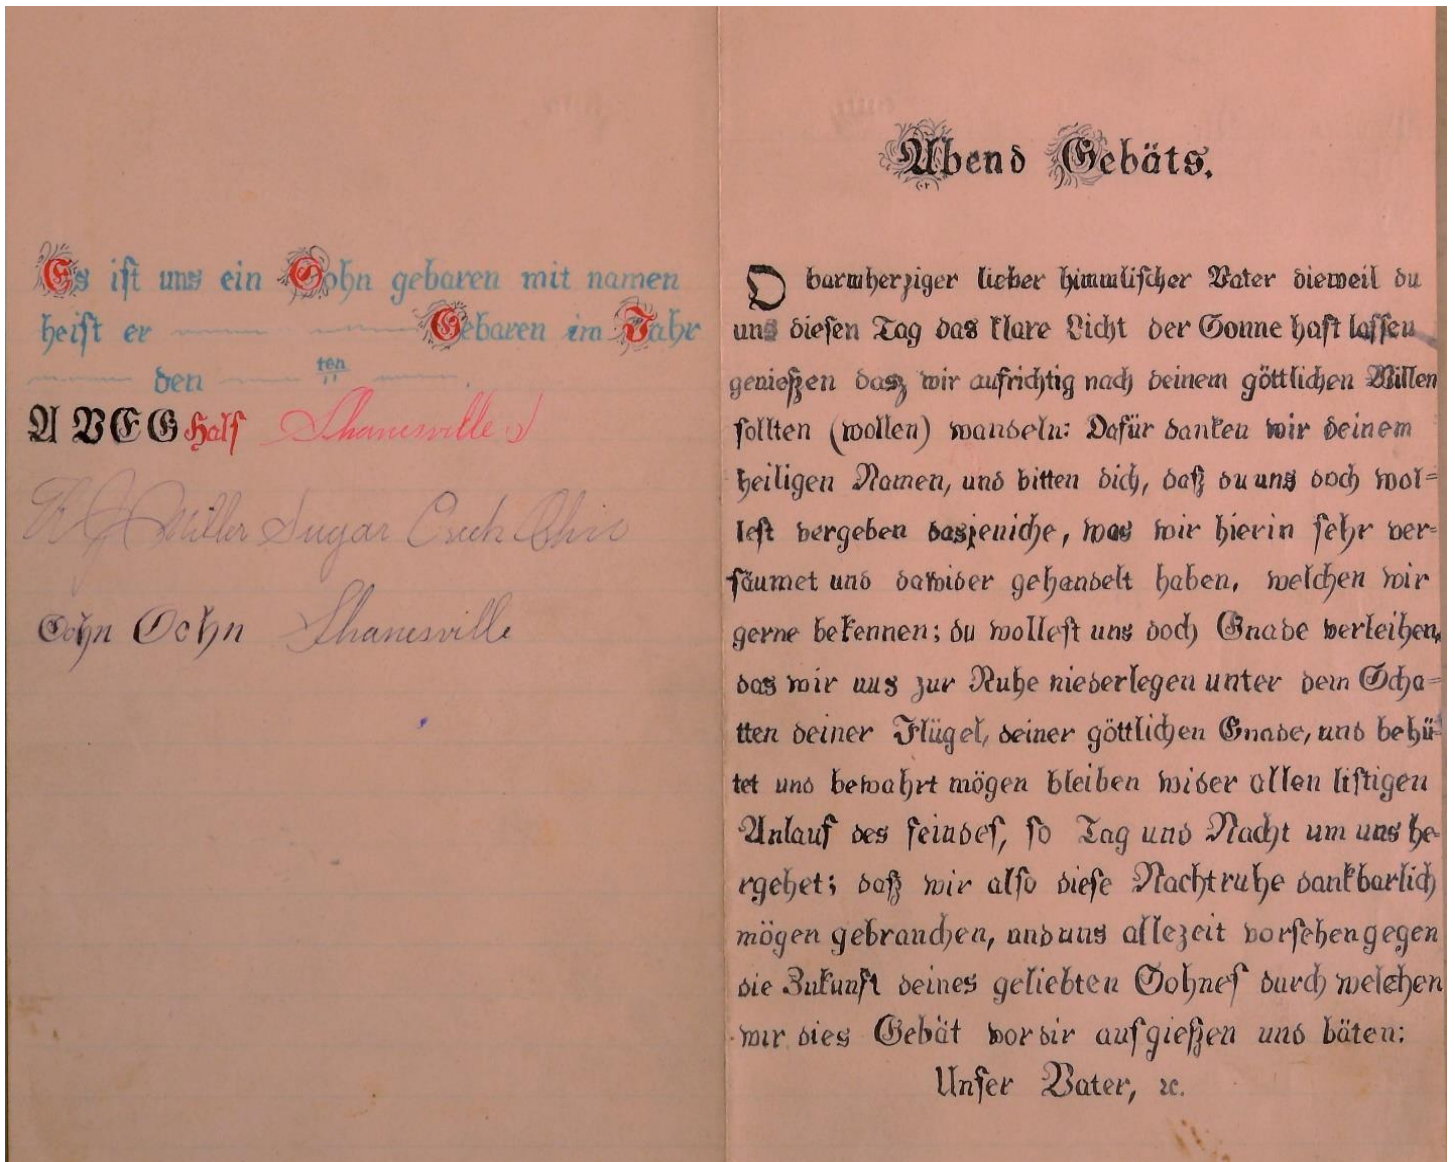 Es ist uns ein Sohn gebaren mit namen
heist er Gebaren im Jahr
den ten
A V E G Half Shanesville
Miller Sugar Creek Ohio
Sohn Shanesville
Abend Gebäts.
O barmherziger lieber himmlischer Vater dieweil du
uns diesen Tag das klare Licht der Sonne hast lassen
genießen dasz wir aufrichtig nach deinem göttlichen Willen
sollten (wollen) wandeln: Dafür danken wir deinem
heiligen Namen, und bitten dich, daß du uns doch wol=
lest vergeben dasjeniche, was wir hierin sehr ver=
säumet und dawider gehandelt haben, welchen wir
gerne bekennen; du wollest uns doch Gnade verleihen,
das wir uns zur Ruhe niederlegen unter dem Scha=
tten deiner Flügel, deiner göttlichen Gnade, und behü=
tet und bewahrt mögen bleiben wider allen listigen
Anlauf des feindes, so Tag und Nacht um uns he=
rgehet; daß wir also diese Nachtruhe dankbarlich
mögen gebrauchen, und uns allezeit vorsehen gegen
die Zukunft deines geliebten Sohnes durch welchen
wir dies Gebät vor dir aufgießen und bäten:
Unser Vater, ꝛc.